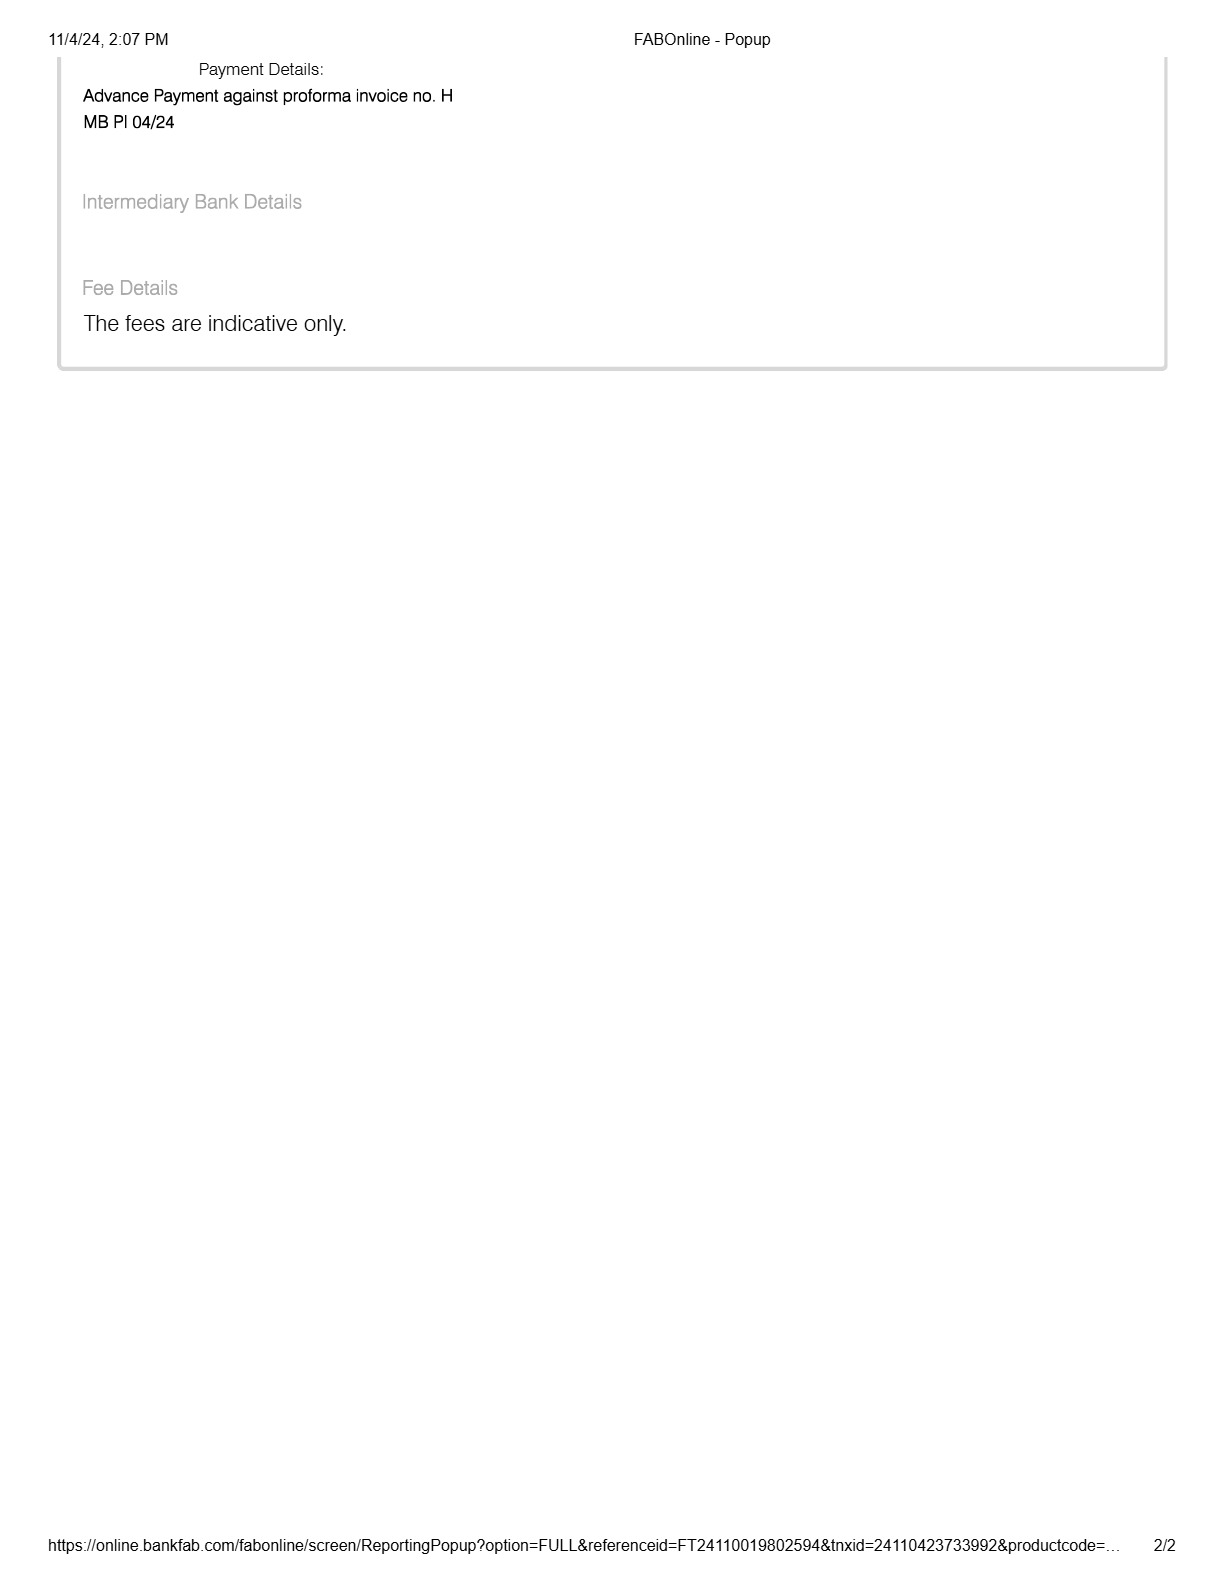 11/4/24, 2:07 PM FABOnline - Popup
Payment Details:
Advance Payment against proforma invoice no. H
MB PI 04/24
Intermediary Bank Details
Fee Details
The fees are indicative only.
https://online.bankfab.com/fabonline/screen/ReportingPopup?option=FULL&referenceid=FT24110019802594&tnxid=24110423733992&productcode=… 2/2